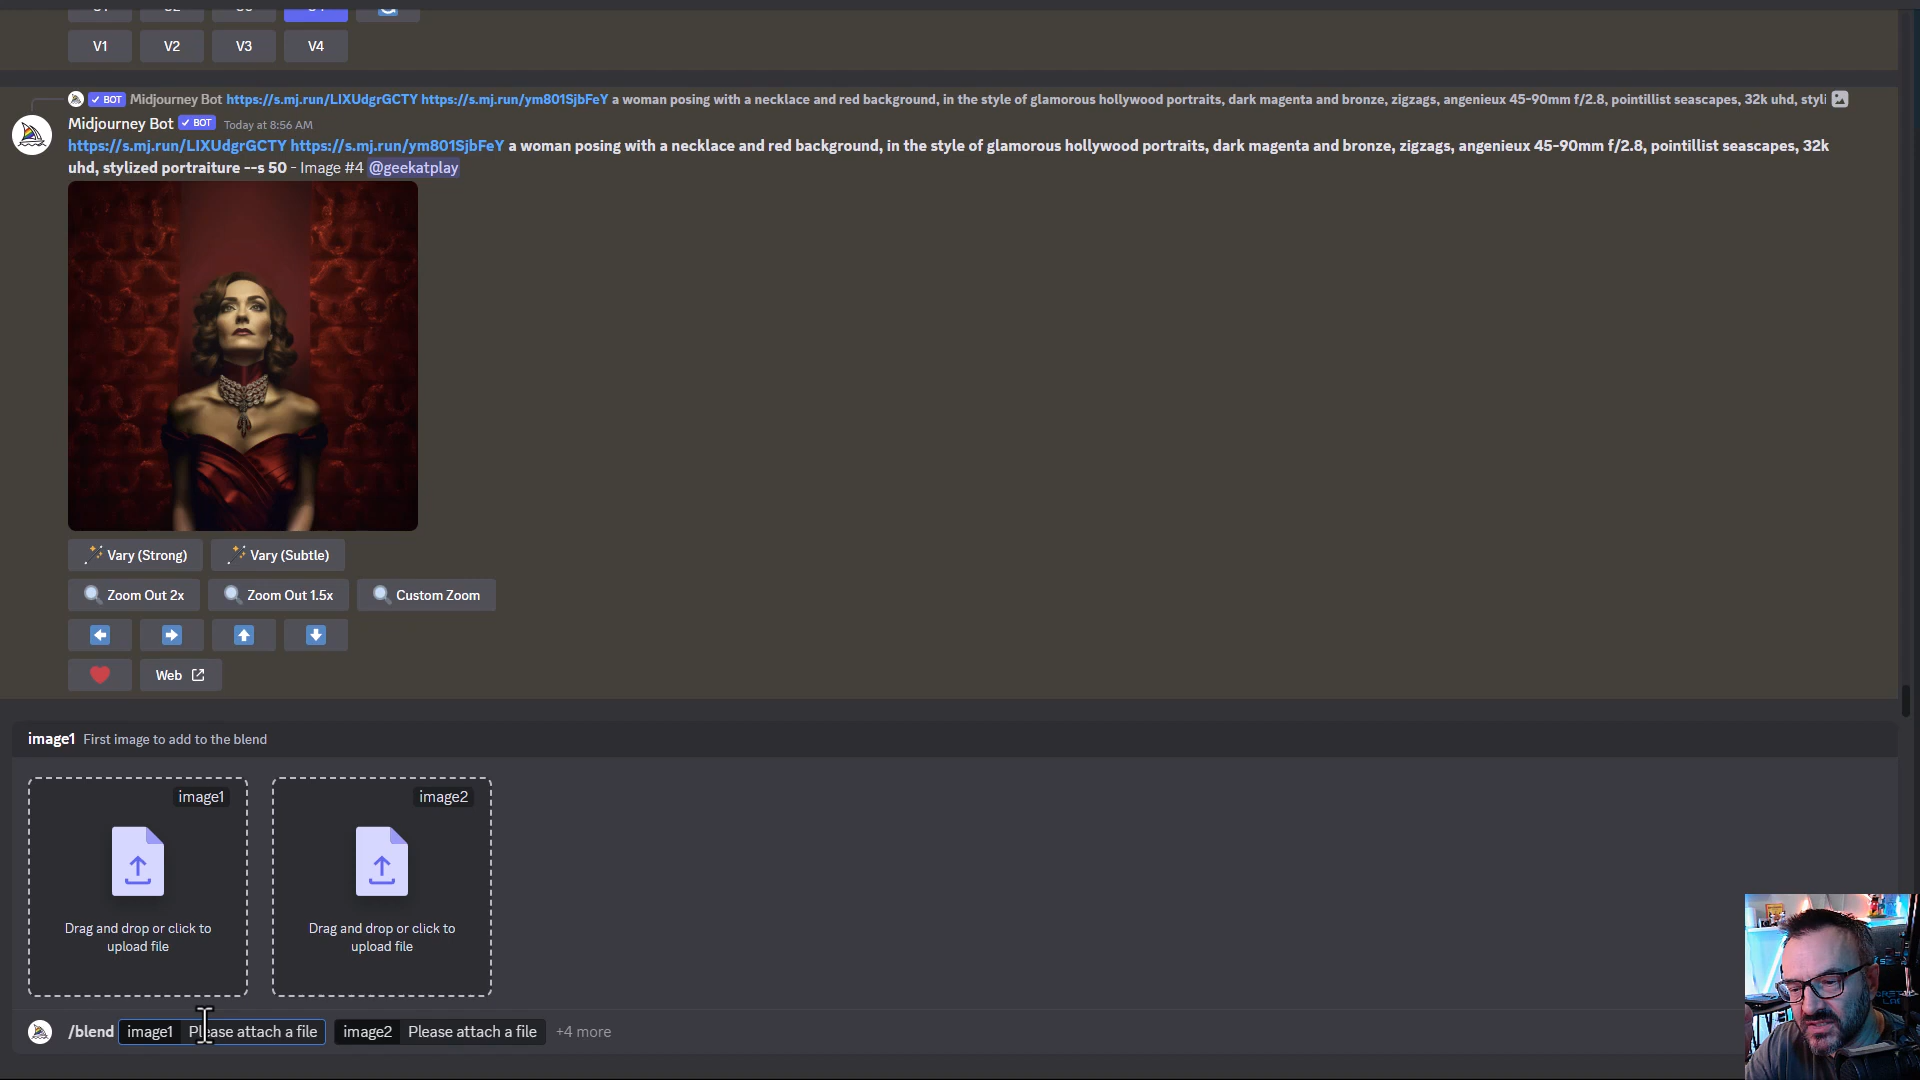 V1 V2 V3 V4
✓ BOT Midjourney Bot https://s.mj.run/LIXUdgrGCTY https://s.mj.run/ym801SjbFeY a woman posing with a necklace and red background, in the style of glamorous hollywood portraits, dark magenta and bronze, zigzags, angenieux 45-90mm f/2.8, pointillist seascapes, 32k uhd, styli
Midjourney Bot ✓ BOT Today at 8:56 AM
https://s.mj.run/LIXUdgrGCTY https://s.mj.run/ym801SjbFeY a woman posing with a necklace and red background, in the style of glamorous hollywood portraits, dark magenta and bronze, zigzags, angenieux 45-90mm f/2.8, pointillist seascapes, 32k
uhd, stylized portraiture --s 50 - Image #4 @geekatplay
Vary (Strong) Vary (Subtle)
Zoom Out 2x Zoom Out 1.5x Custom Zoom
Web
image1 First image to add to the blend
image1 image2
Drag and drop or click to Drag and drop or click to
upload file upload file
/blend image1 Please attach a file image2 Please attach a file +4 more